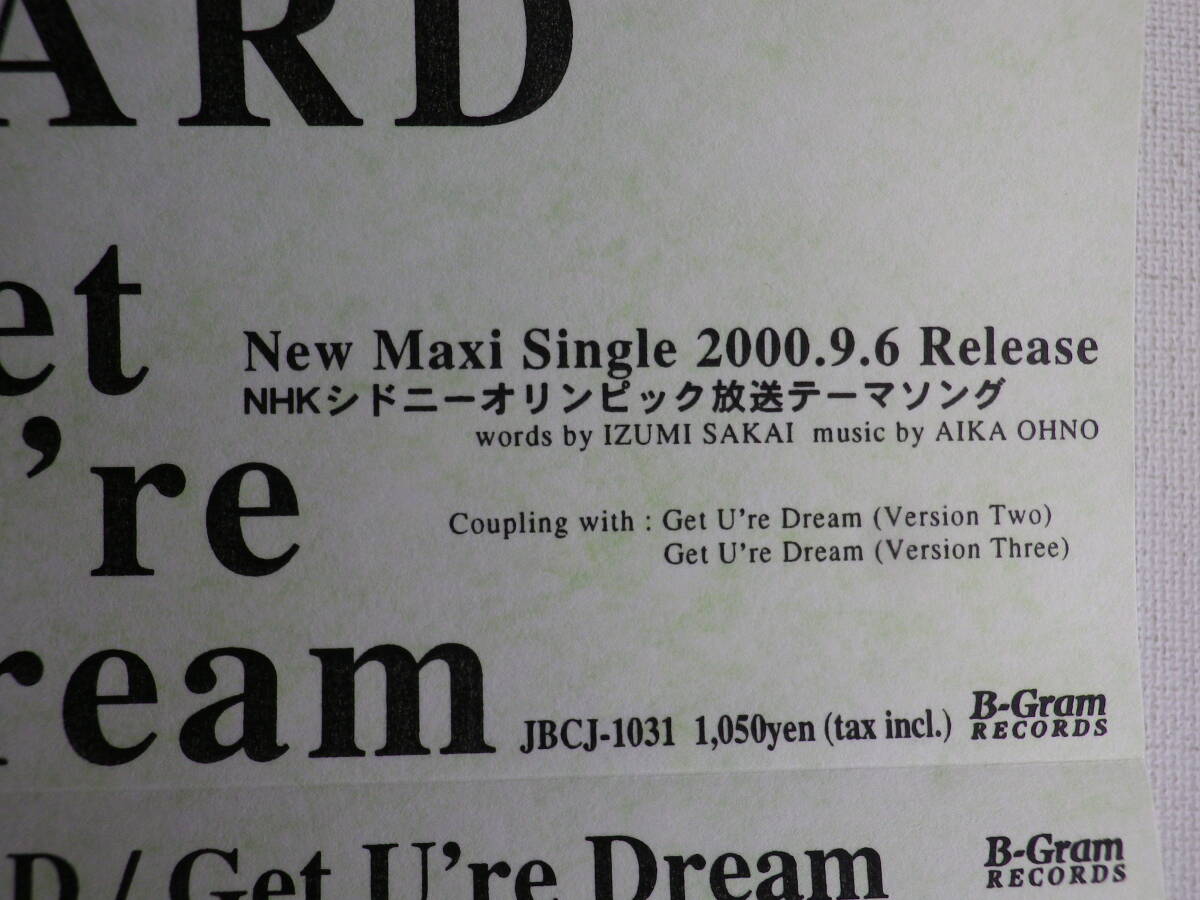 ARD
et
New Maxi Single 2000.9.6 Release
NHKシドニーオリンピック放送テーマソング
words by IZUMI SAKAI music by AIKA OHNO
're
Coupling with : Get U're Dream (Version Two)
Get U're Dream (Version Three)
ream
JBCJ-1031 1,050yen (tax incl.) B-Gram RECORDS
D / Get U're Dream B-Gram RECORDS